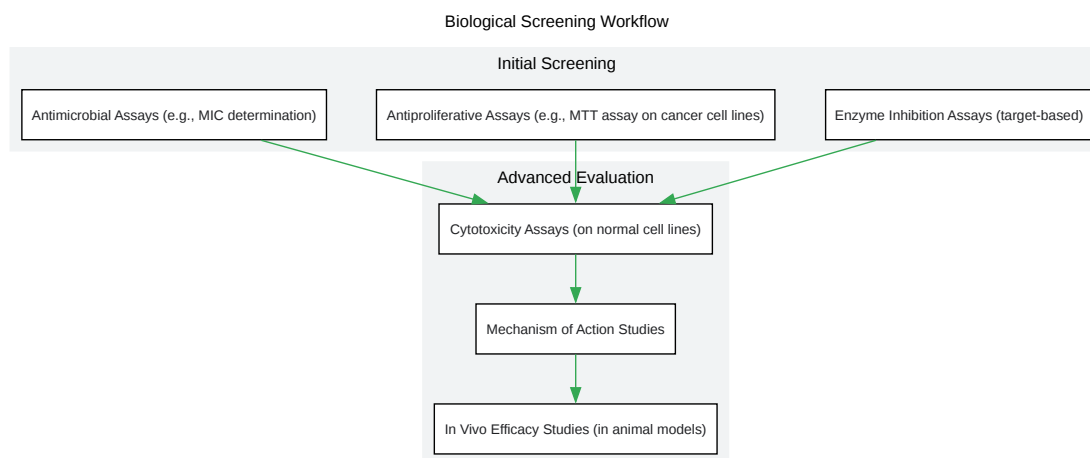 Biological Screening Workflow
Initial Screening
Antimicrobial Assays (e.g., MIC determination)
Antiproliferative Assays (e.g., MTT assay on cancer cell lines)
Enzyme Inhibition Assays (target-based)
Advanced Evaluation
Cytotoxicity Assays (on normal cell lines)
Mechanism of Action Studies
In Vivo Efficacy Studies (in animal models)